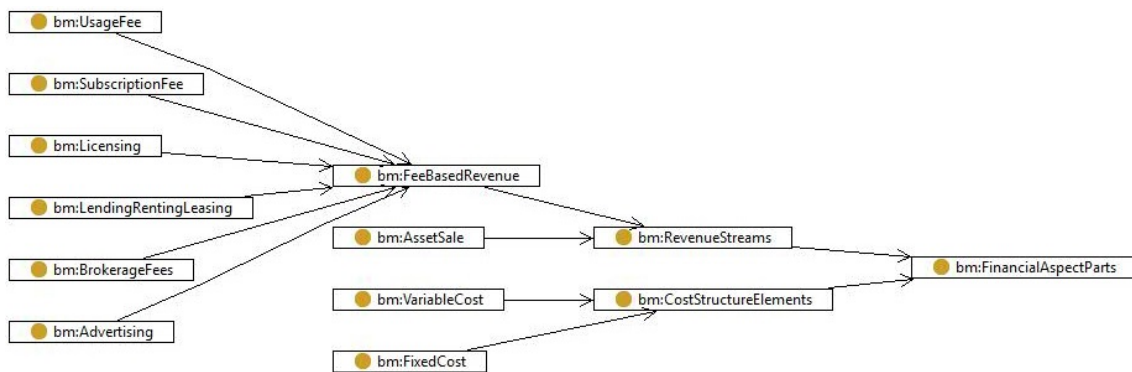 bm:UsageFee
bm:SubscriptionFee
bm:Licensing
bm:FeeBasedRevenue
bm:LendingRentingLeasing
bm:AssetSale
bm:RevenueStreams
bm:BrokerageFees
bm:FinancialAspectParts
bm:VariableCost
bm:CostStructureElements
bm:Advertising
bm:FixedCost